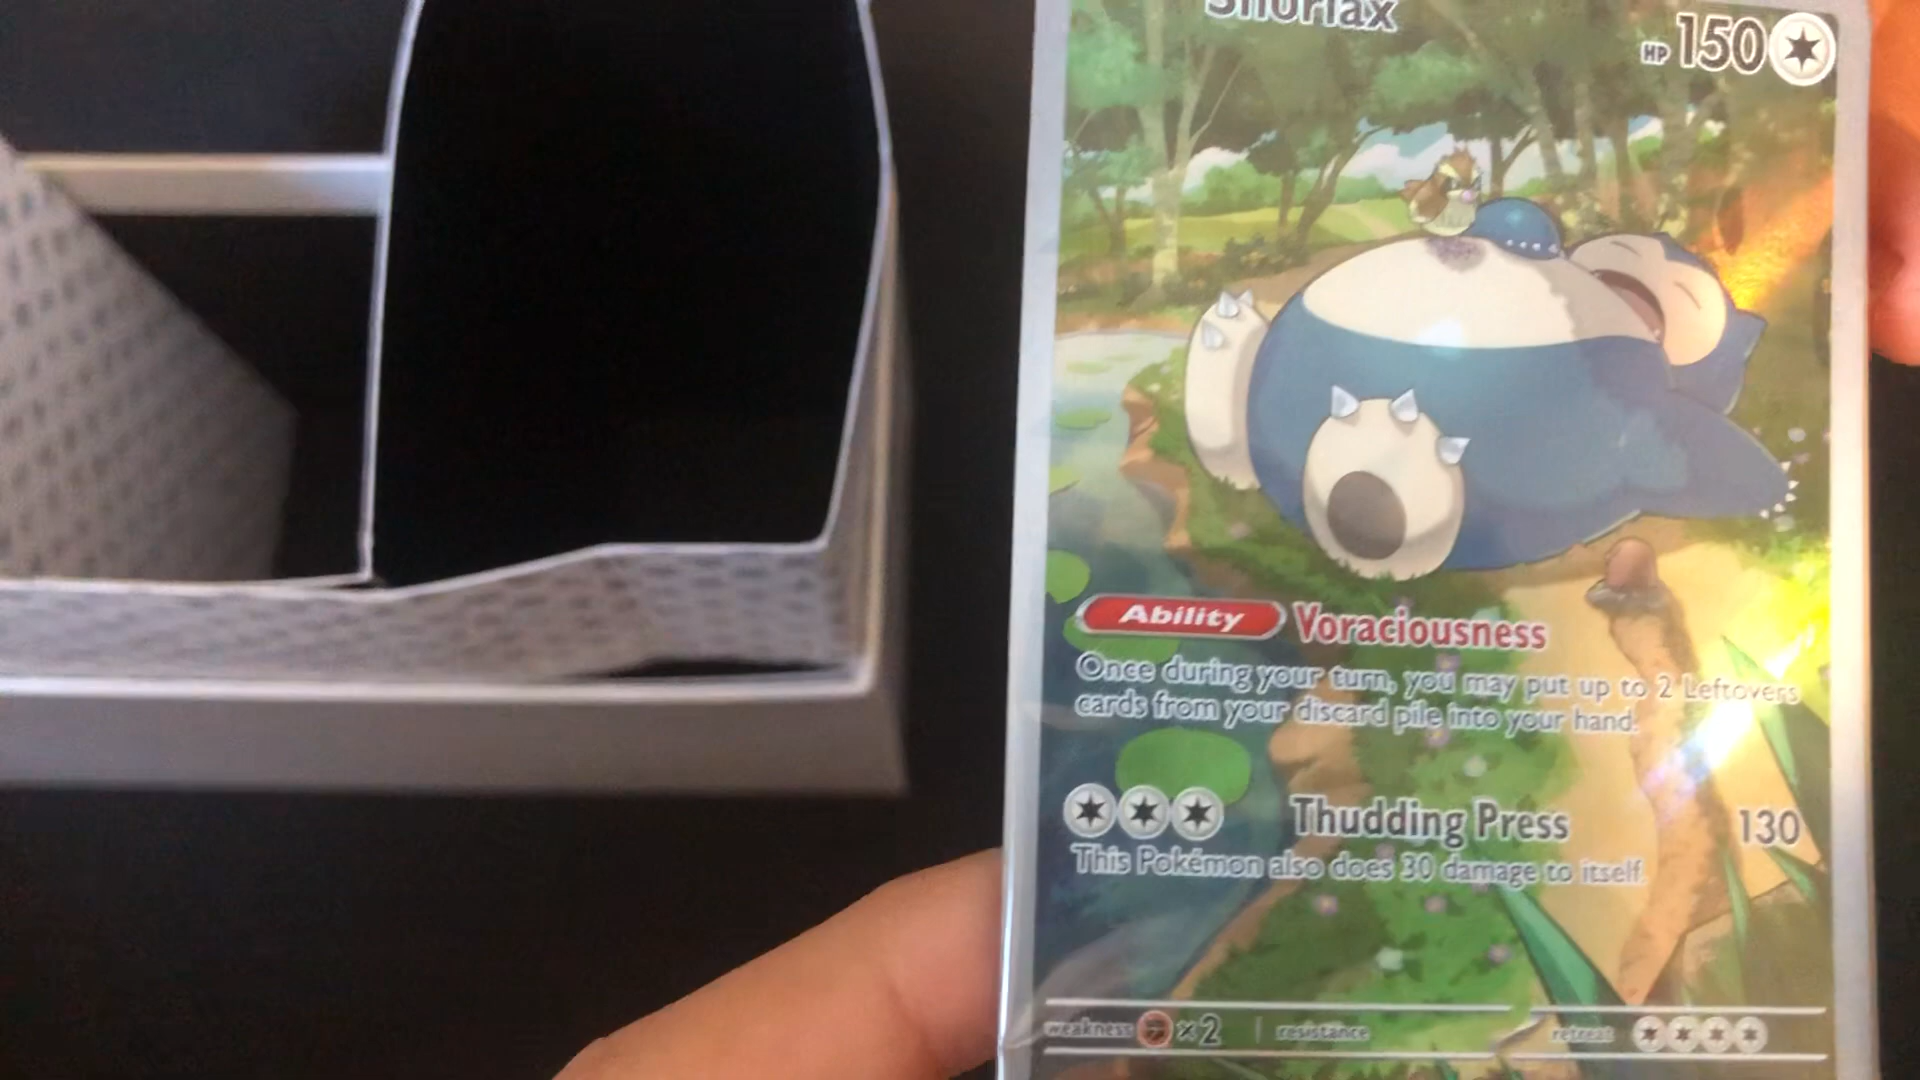 Snorlax
HP 150
Ability Voraciousness
Once during your turn, you may put up to 2 Leftovers
cards from your discard pile into your hand.
Thudding Press 130
This Pokémon also does 30 damage to itself.
weakness ×2 resistance retreat